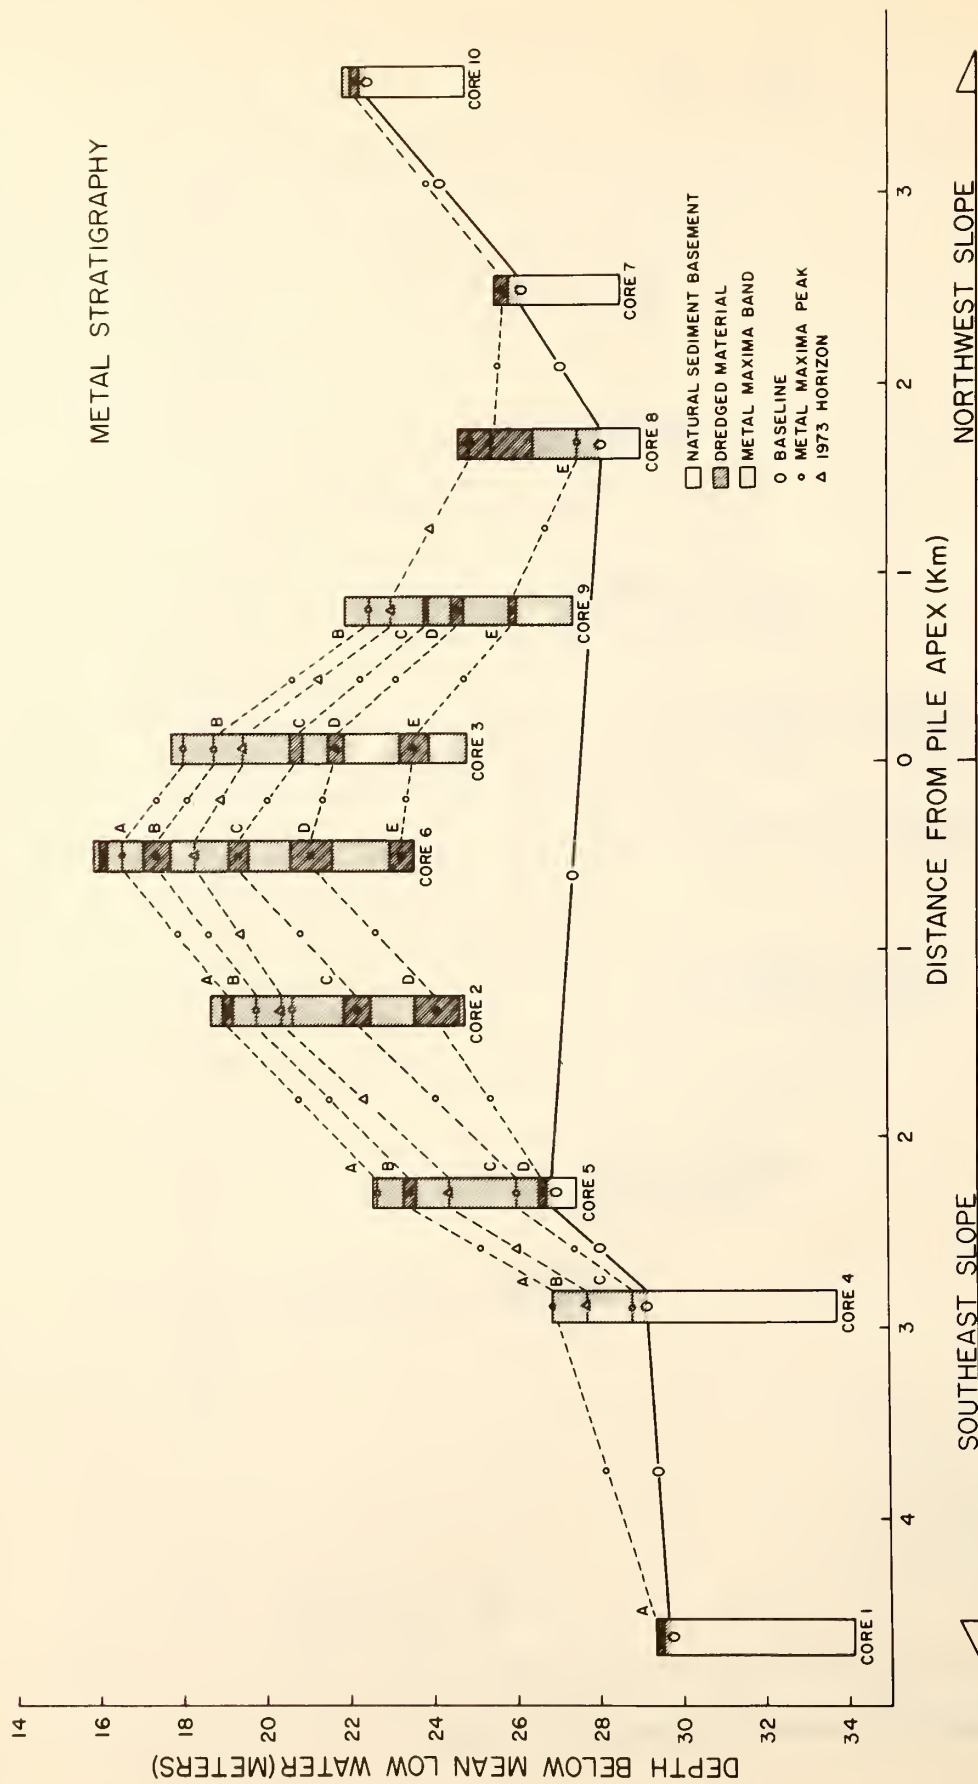 METAL STRATIGRAPHY
14
16
18
20
22
24
26
28
30
32
34
DEPTH BELOW MEAN LOW WATER (METERS)
A
CORE 1
A
B
C
CORE 4
A
B
C
D
CORE 5
A
B
C
D
CORE 2
A
B
C
D
E
CORE 6
B
C
D
E
CORE 3
B
C
D
E
CORE 9
E
CORE 8
CORE 7
CORE 10
NATURAL SEDIMENT BASEMENT
DREDGED MATERIAL
METAL MAXIMA BAND
BASELINE
METAL MAXIMA PEAK
1973 HORIZON
4
3
2
1
0
1
2
3
DISTANCE FROM PILE APEX (Km)
SOUTHEAST SLOPE
NORTHWEST SLOPE